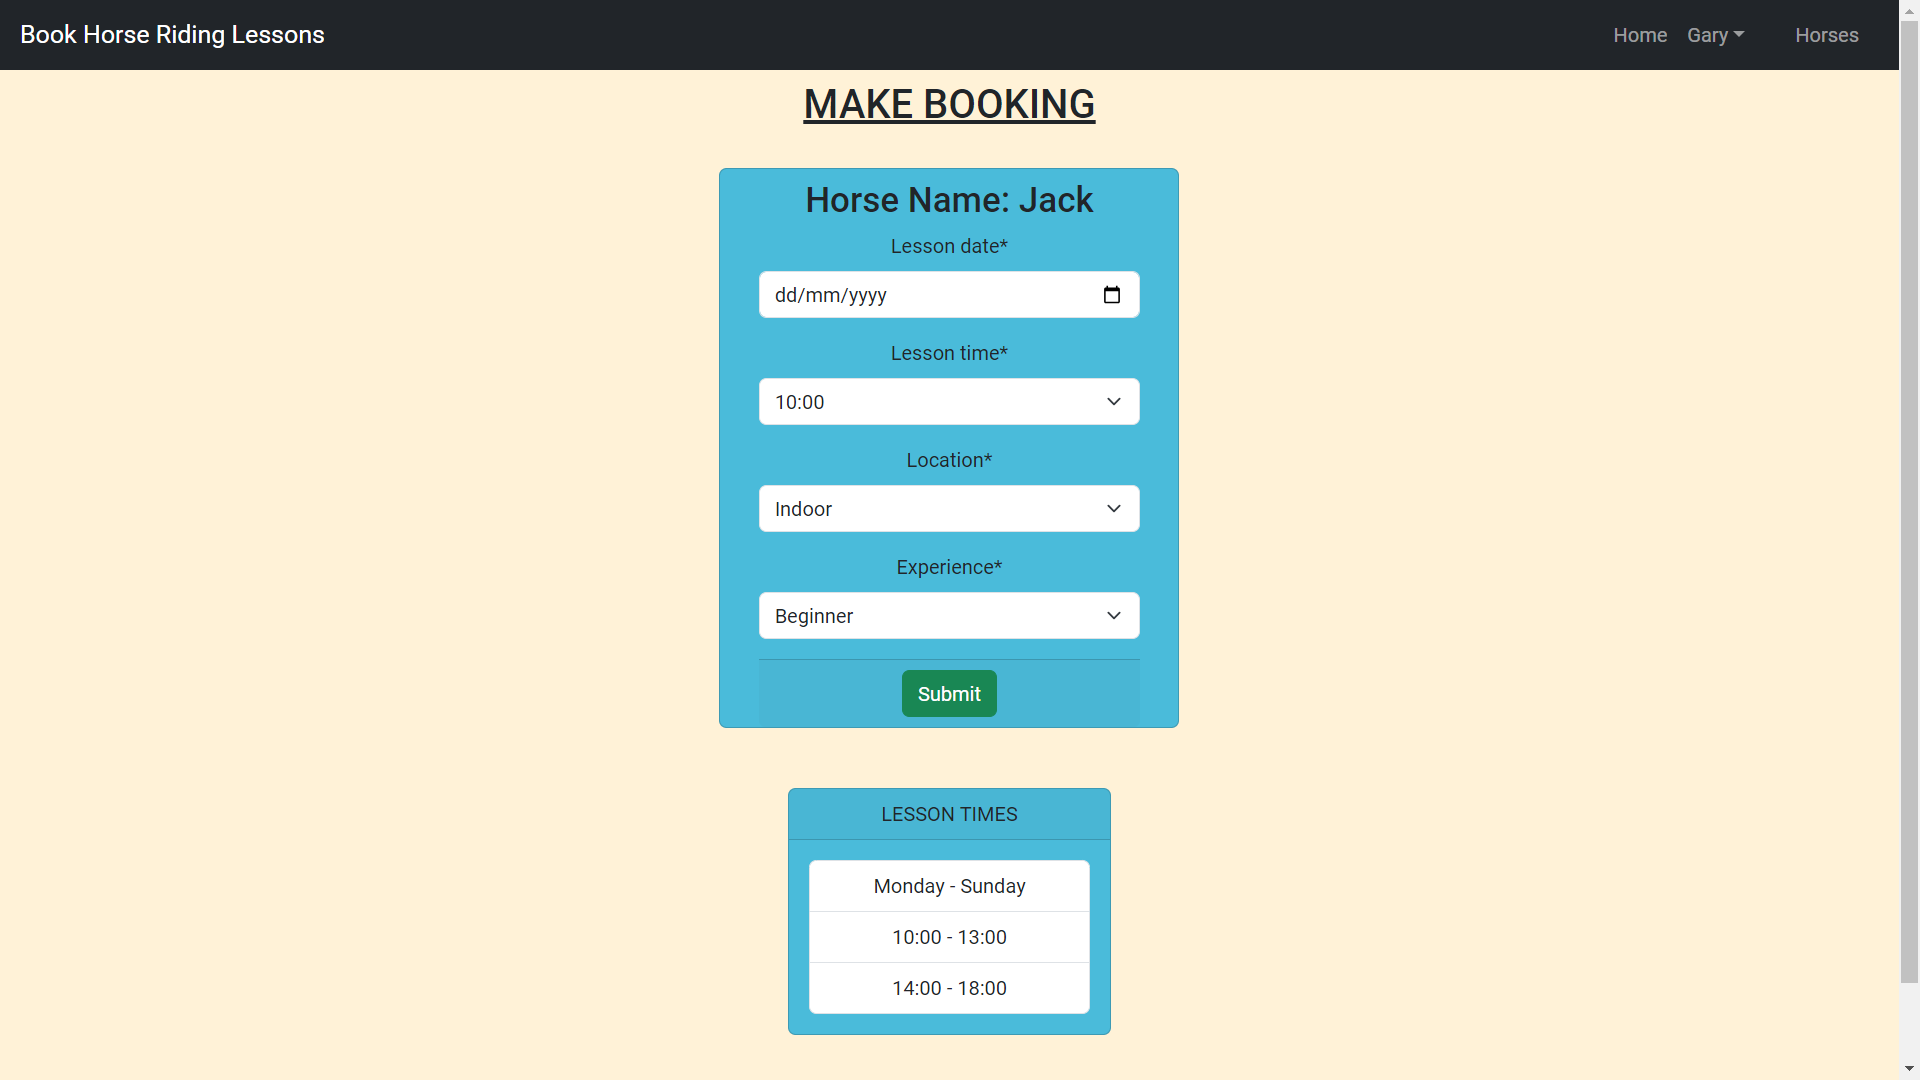 Book Horse Riding Lessons
Home Gary Horses
MAKE BOOKING
Horse Name: Jack
Lesson date*
dd/mm/yyyy
Lesson time*
10:00
Location*
Indoor
Experience*
Beginner
Submit
LESSON TIMES
Monday - Sunday
10:00 - 13:00
14:00 - 18:00